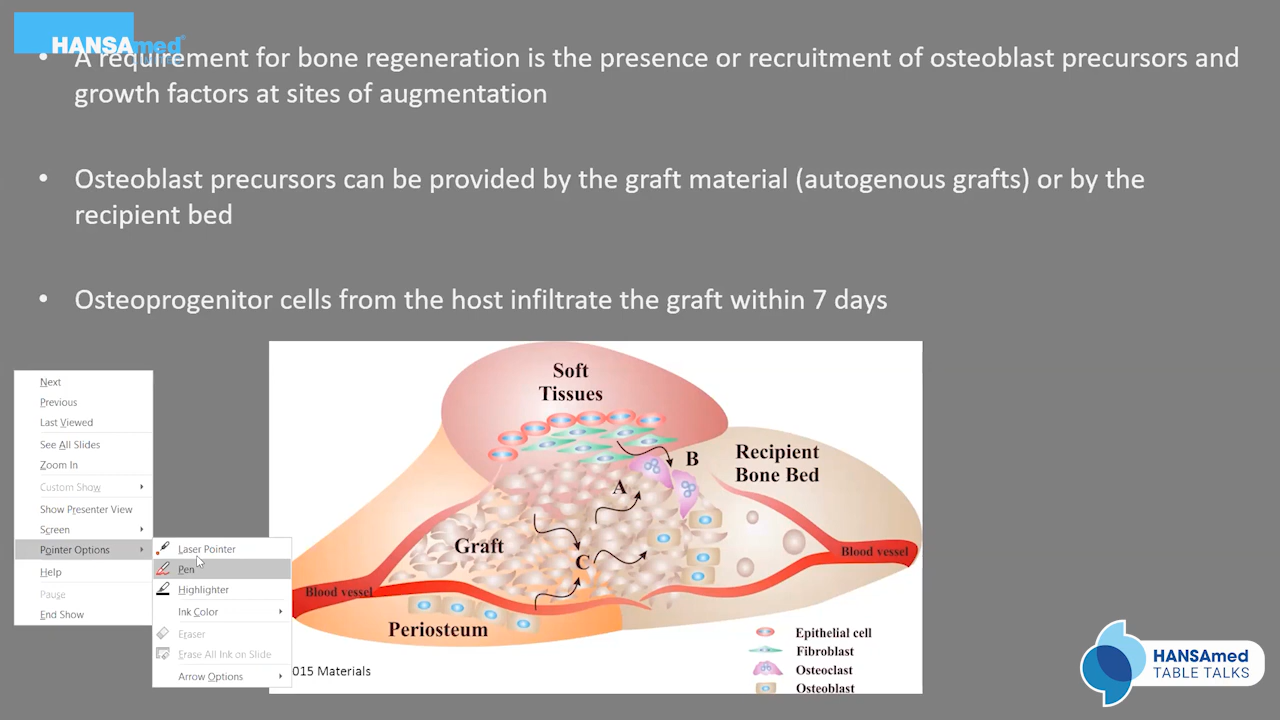 HANSAmed
• A requirement for bone regeneration is the presence or recruitment of osteoblast precursors and
growth factors at sites of augmentation
• Osteoblast precursors can be provided by the graft material (autogenous grafts) or by the
recipient bed
• Osteoprogenitor cells from the host infiltrate the graft within 7 days
Next
Previous
Last Viewed
See All Slides
Zoom In
Custom Show
Show Presenter View
Screen
Pointer Options
Help
Pause
End Show
Laser Pointer
Pen
Highlighter
Ink Color
Eraser
Erase All Ink on Slide
Arrow Options
Soft
Tissues
B
Recipient
Bone Bed
A
Graft
C
Blood vessel
Blood vessel
Periosteum
Epithelial cell
Fibroblast
Osteoclast
Osteoblast
015 Materials
HANSAmed
TABLE TALKS